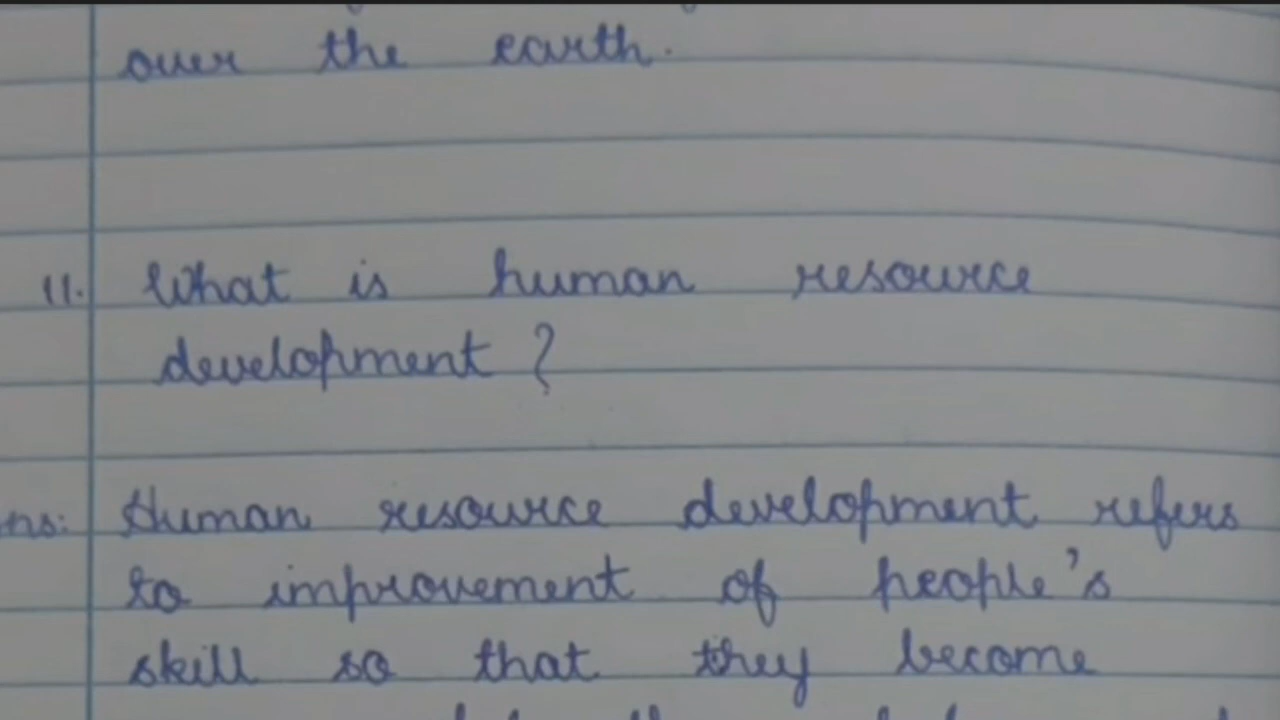 over the earth.
11. What is human resource
development ?
ns: Human resource development refers
to improvement of people's
skill so that they become